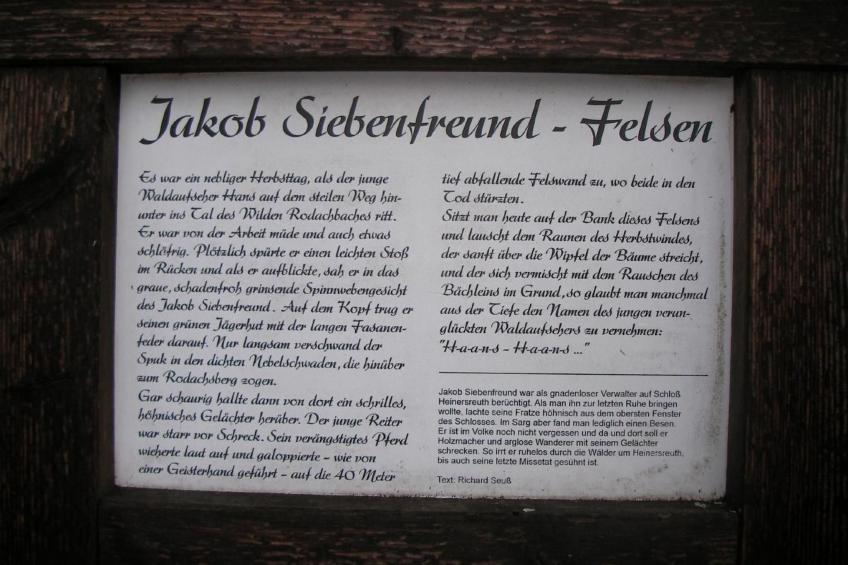 Jakob Siebenfreund - Felsen
Es war ein nebliger Herbsttag, als der junge
Waldaufseher Hans auf dem steilen Weg hin-
unter ins Tal des Wilden Rodachbaches ritt.
Er war von der Arbeit müde und auch etwas
schläfrig. Plötzlich spürte er einen leichten Stoß
im Rücken und als er aufblickte, sah er in das
graue, schadenfroh grinsende Spinnwebengesicht
des Jakob Siebenfreund. Auf dem Kopf trug er
seinen grünen Jägerhut mit der langen Fasanen-
feder darauf. Nur langsam verschwand der
Spuk in den dichten Nebelschwaden, die hinüber
zum Rodachsberg zogen.
Gar schaurig hallte dann von dort ein schrilles,
höhnisches Gelächter herüber. Der junge Reiter
war starr vor Schreck. Sein verängstigtes Pferd
wieherte laut auf und galoppierte - wie von
einer Geisterhand geführt - auf die 40 Meter
tief abfallende Felswand zu, wo beide in den
Tod stürzten.
Sitzt man heute auf der Bank dieses Felsens
und lauscht dem Raunen des Herbstwindes,
der sanft über die Wipfel der Bäume streicht,
und der sich vermischt mit dem Rauschen des
Bächleins im Grund, so glaubt man manchmal
aus der Tiefe den Namen des jungen verun-
glückten Waldaufsehers zu vernehmen:
"H-a-a-n-s - H-a-a-n-s ..."
Jakob Siebenfreund war als gnadenloser Verwalter auf Schloß
Heinersreuth berüchtigt. Als man ihn zur letzten Ruhe bringen
wollte, lachte seine Fratze höhnisch aus dem obersten Fenster
des Schlosses. Im Sarg aber fand man lediglich einen Besen.
Er ist im Volke noch nicht vergessen und da und dort soll er
Holzmacher und arglose Wanderer mit seinem Gelächter
schrecken. So irrt er ruhelos durch die Wälder um Heinersreuth,
bis auch seine letzte Missetat gesühnt ist.
Text: Richard Seuß